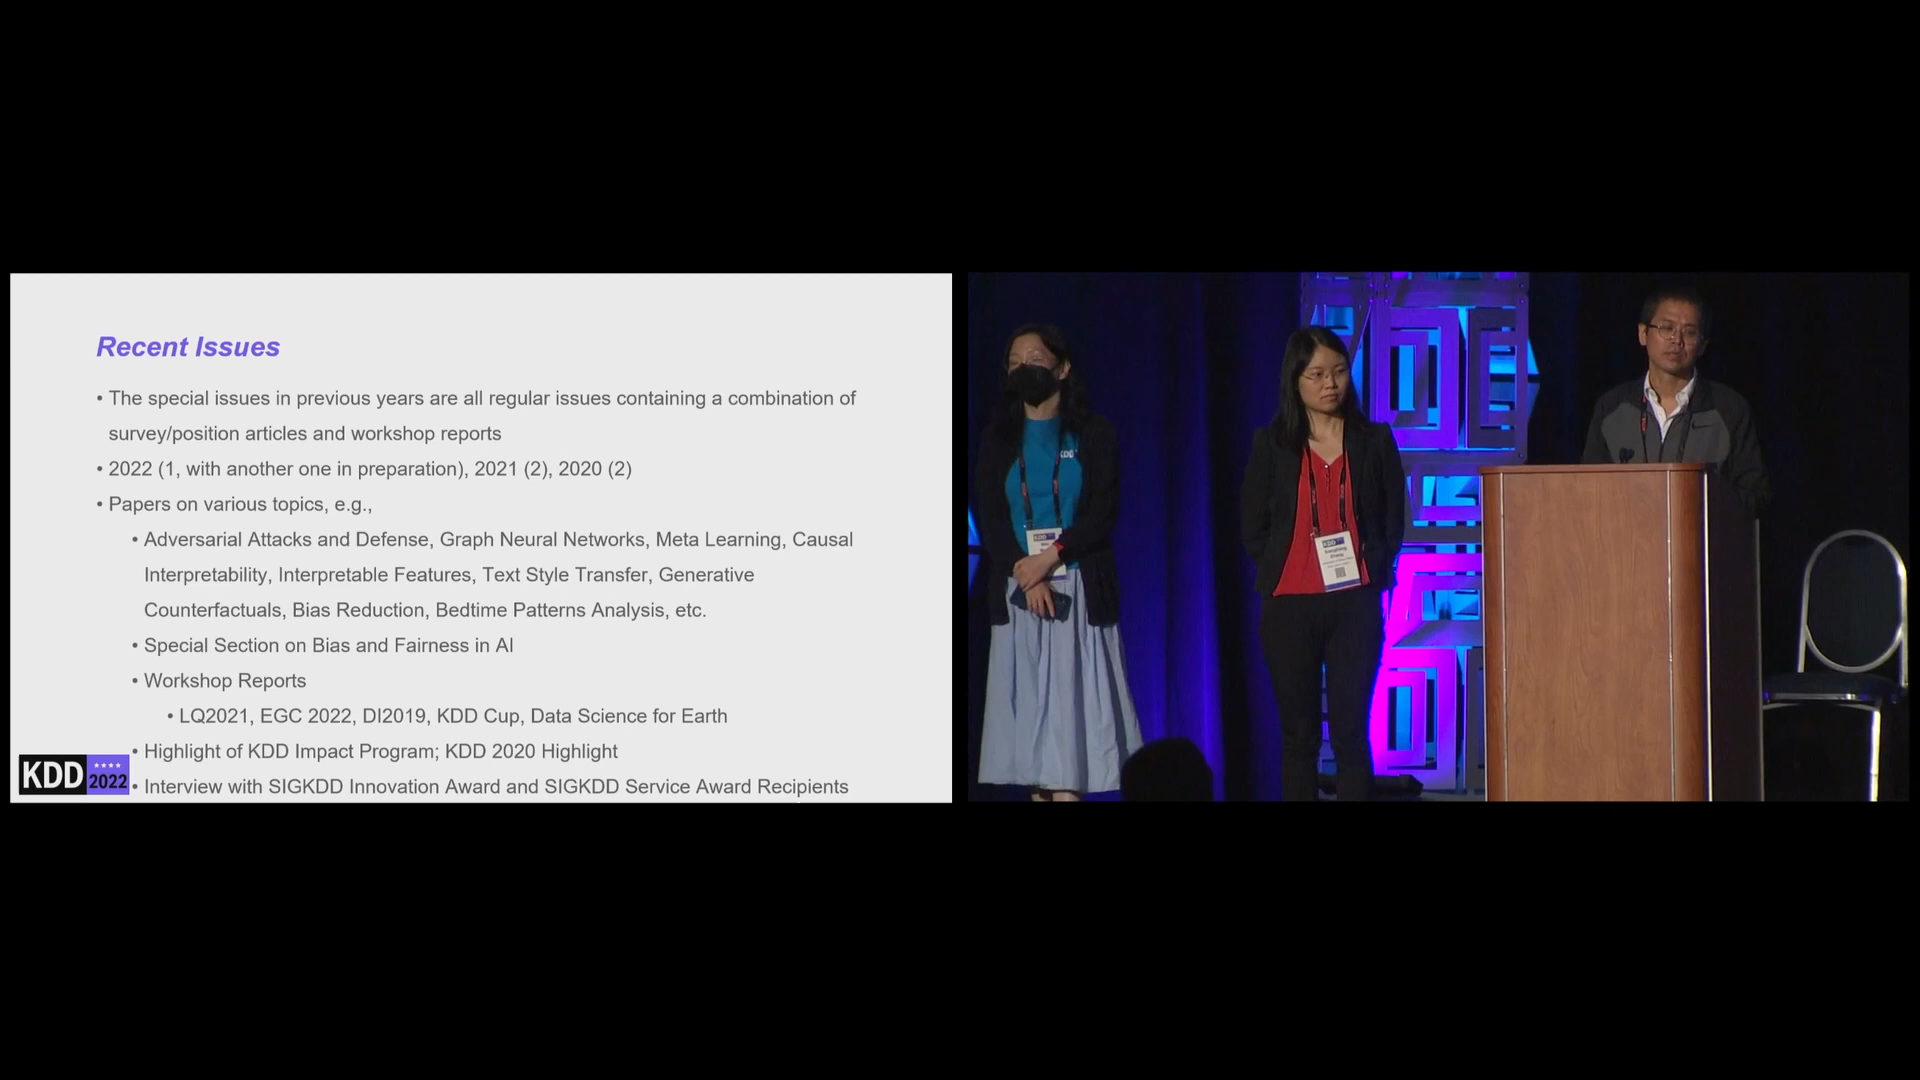 Recent Issues
• The special issues in previous years are all regular issues containing a combination of
survey/position articles and workshop reports
• 2022 (1, with another one in preparation), 2021 (2), 2020 (2)
• Papers on various topics, e.g.,
• Adversarial Attacks and Defense, Graph Neural Networks, Meta Learning, Causal
Interpretability, Interpretable Features, Text Style Transfer, Generative
Counterfactuals, Bias Reduction, Bedtime Patterns Analysis, etc.
• Special Section on Bias and Fairness in AI
• Workshop Reports
• LQ2021, EGC 2022, DI2019, KDD Cup, Data Science for Earth
• Highlight of KDD Impact Program; KDD 2020 Highlight
• Interview with SIGKDD Innovation Award and SIGKDD Service Award Recipients
KDD 2022
KDD
KDD
KDD
Zhang